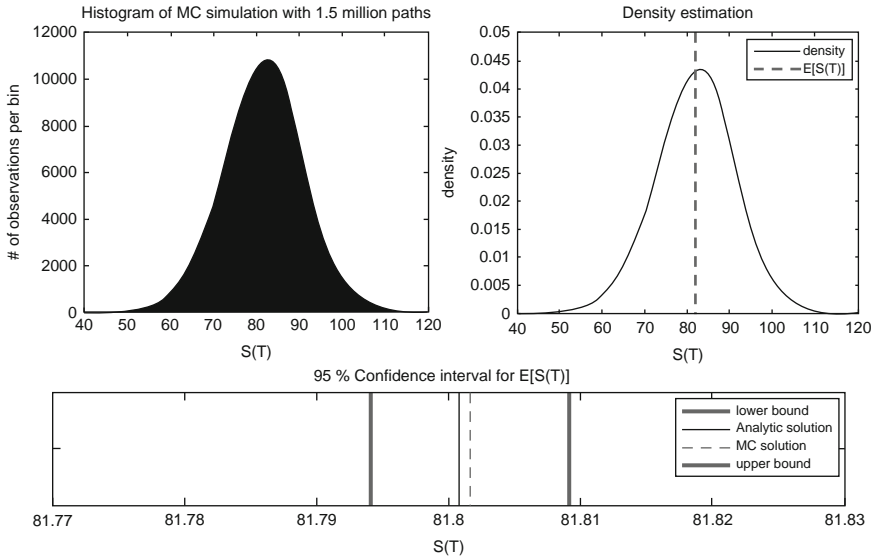 Histogram of MC simulation with 1.5 million paths
12000
10000
8000
6000
4000
2000
0
# of observations per bin
40 50 60 70 80 90 100 110 120
S(T)
Density estimation
0.05
0.045
0.04
0.035
0.03
0.025
0.02
0.015
0.01
0.005
0
density
density
E[S(T)]
40 50 60 70 80 90 100 110 120
S(T)
95 % Confidence interval for E[S(T)]
lower bound
Analytic solution
MC solution
upper bound
81.77 81.78 81.79 81.8 81.81 81.82 81.83
S(T)